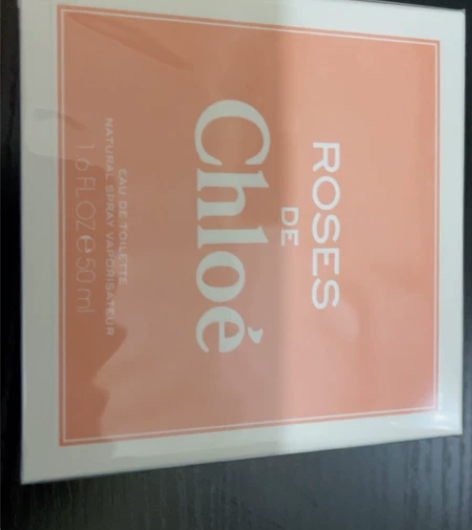 ROSES
DE
Chloé
EAU DE TOILETTE
NATURAL SPRAY VAPORISATEUR
1.6 FL.OZ e 50 ml